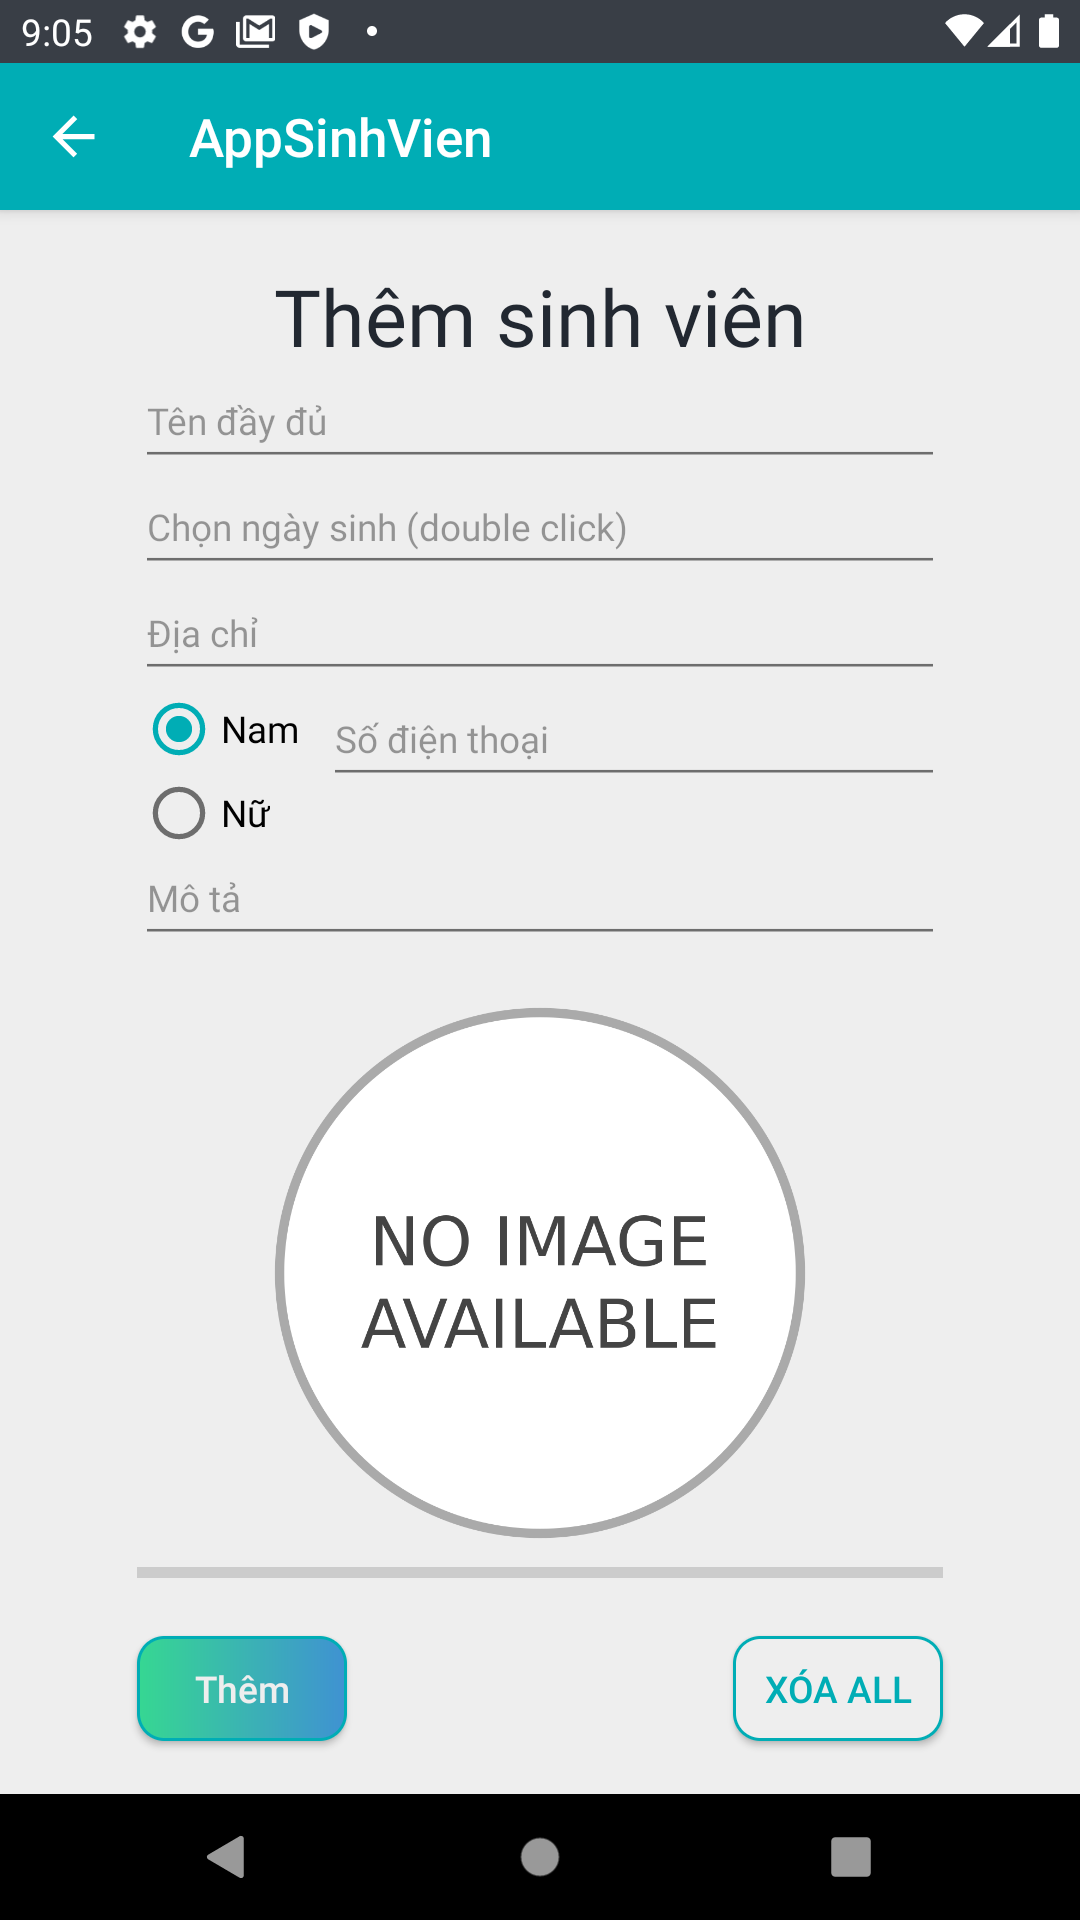 9:05
AppSinhVien
Thêm sinh viên
Tên đầy đủ
Chọn ngày sinh (double click)
Địa chỉ
Nam
Số điện thoại
Nữ
Mô tả
NO IMAGE
AVAILABLE
Thêm
XÓA ALL